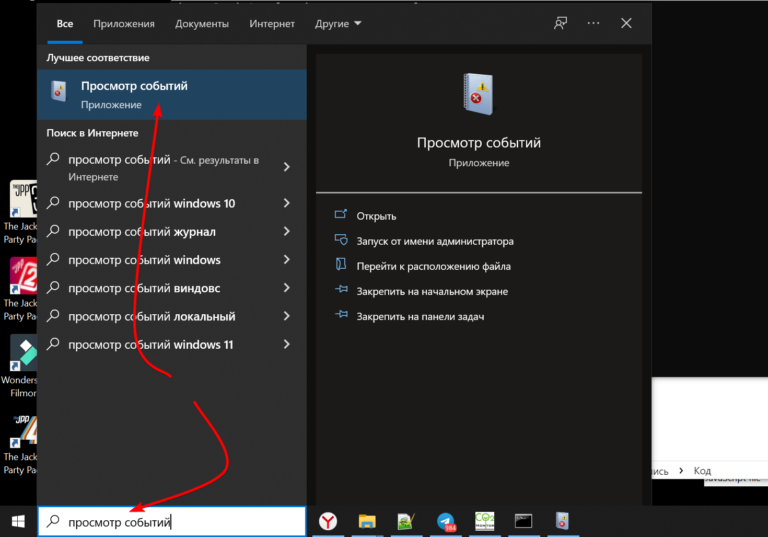 Все Приложения Документы Интернет Другие
Лучшее соответствие
Просмотр событий
Приложение
Поиск в Интернете
просмотр событий - См. результаты в
Интернете
просмотр событий windows 10
просмотр событий журнал
просмотр событий windows
просмотр событий виндовс
просмотр событий локальный
просмотр событий windows 11
Просмотр событий
Приложение
Открыть
Запуск от имени администратора
Перейти к расположению файла
Закрепить на начальном экране
Закрепить на панели задач
The Jack
Party Pa
The Jack
Party Pa
Wonders
Filmor
The Jack
Party Pa
пись > Код
JavaScript file
просмотр событий